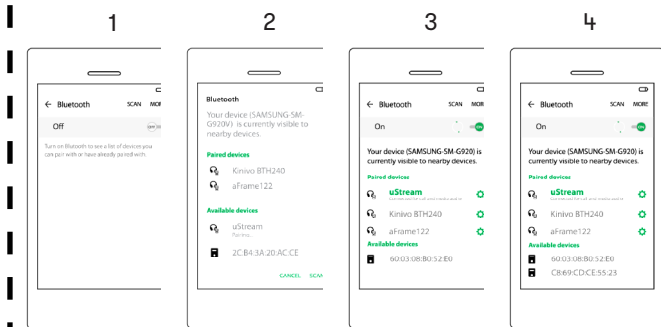 1
2
3
4
← Bluetooth SCAN MOR
Off
Turn on Bluetooth to see a list of devices you
can pair with or have already paired with.
Bluetooth
Your device (SAMSUNG-SM-
G920V) is currently visible to
nearby devices.
Paired devices
Kinivo BTH240
aFrame122
Available devices
uStream
Pairing...
2C:B4:3A:20:AC:CE
CANCEL SCAN
← Bluetooth SCAN MOR
On ON
Your device (SAMSUNG-SM-G920) is
currently visible to nearby devices.
Paired devices
uStream
Kinivo BTH240
aFrame122
Available devices
60:03:08:B0:52:E0
← Bluetooth SCAN MORE
On ON
Your device (SAMSUNG-SM-G920) is
currently visible to nearby devices.
Paired devices
uStream
Kinivo BTH240
aFrame122
Available devices
60:03:08:B0:52:E0
C8:69:CD:CE:55:23